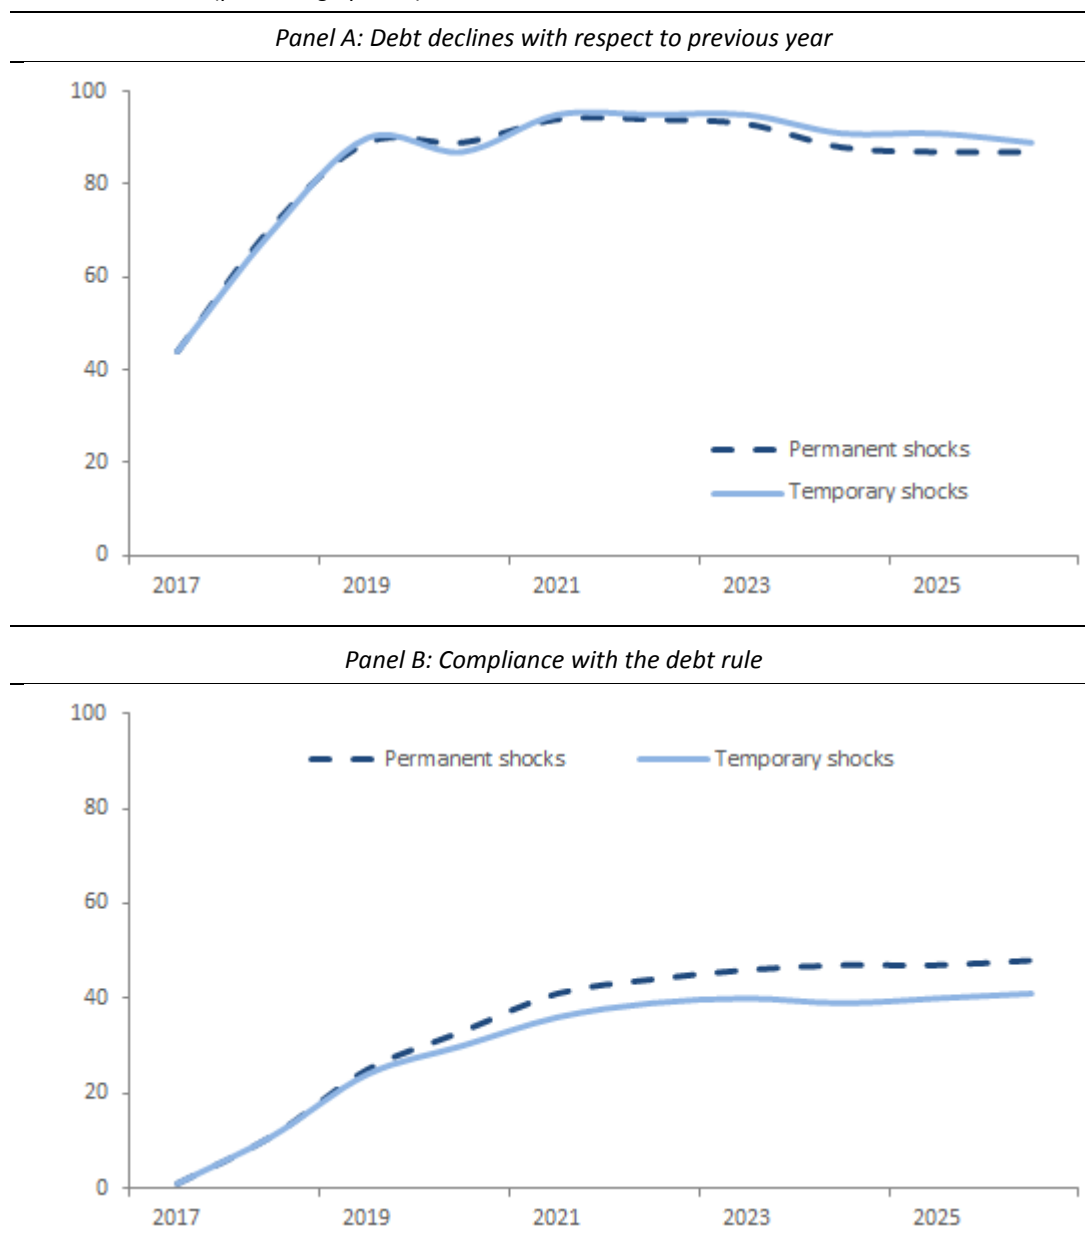 Panel A: Debt declines with respect to previous year
100
80
60
40
20
0
Permanent shocks
Temporary shocks
2017 2019 2021 2023 2025
Panel B: Compliance with the debt rule
100
Permanent shocks Temporary shocks
80
60
40
20
0
2017 2019 2021 2023 2025